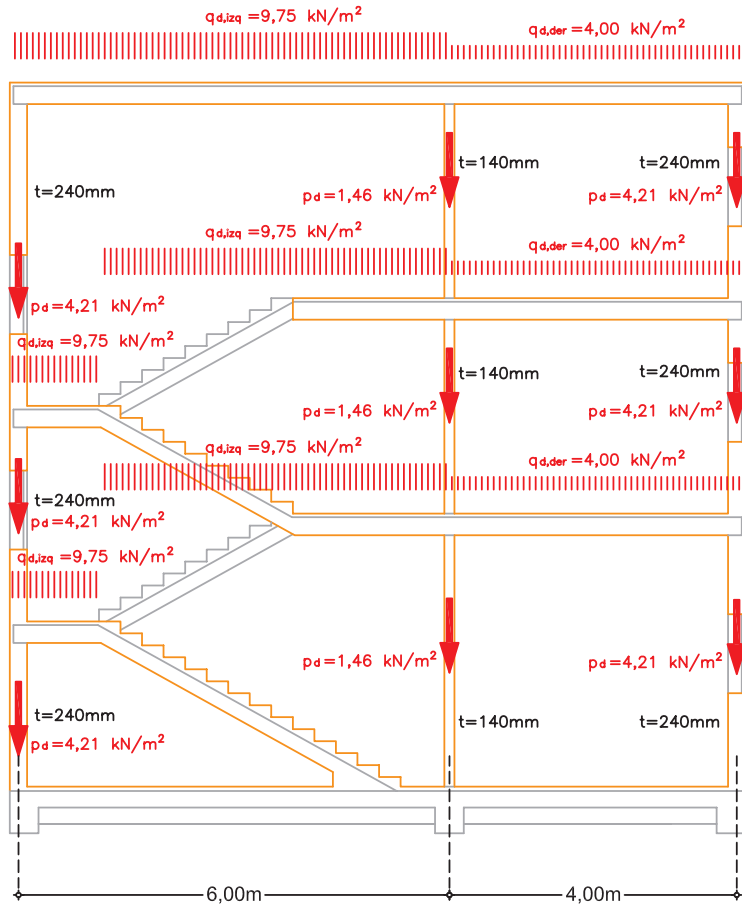 qd,izq =9,75 kN/m²
qd,der =4,00 kN/m²
t=140mm
t=240mm
t=240mm
pd =1,46 kN/m²
pd =4,21 kN/m²
qd,izq =9,75 kN/m²
qd,der =4,00 kN/m²
pd =4,21 kN/m²
qd,izq =9,75 kN/m²
t=140mm
t=240mm
pd =1,46 kN/m²
pd =4,21 kN/m²
qd,izq =9,75 kN/m²
qd,der =4,00 kN/m²
t=240mm
pd =4,21 kN/m²
qd,izq =9,75 kN/m²
pd =1,46 kN/m²
pd =4,21 kN/m²
t=240mm
t=140mm
t=240mm
pd =4,21 kN/m²
6,00m
4,00m